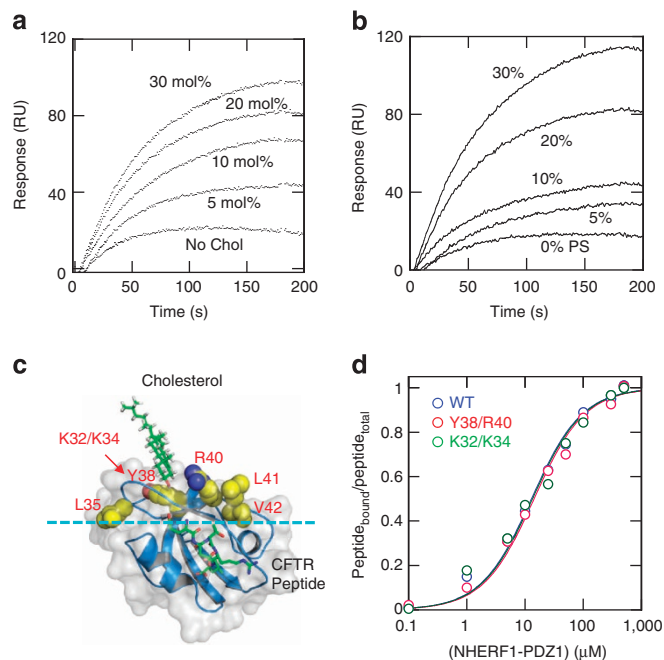 a
120
80
40
0
Response (RU)
30 mol%
20 mol%
10 mol%
5 mol%
No Chol
0
50
100
150
200
Time (s)
b
120
80
40
0
Response (RU)
30%
20%
10%
5%
0% PS
0
50
100
150
200
Time (s)
c
Cholesterol
K32/K34
R40
Y38
L41
L35
V42
CFTR
Peptide
d
1
0.8
0.6
0.4
0.2
0
Peptidebound/peptidetotal
WT
Y38/R40
K32/K34
0.1
1
10
100
1,000
(NHERF1-PDZ1) (μM)